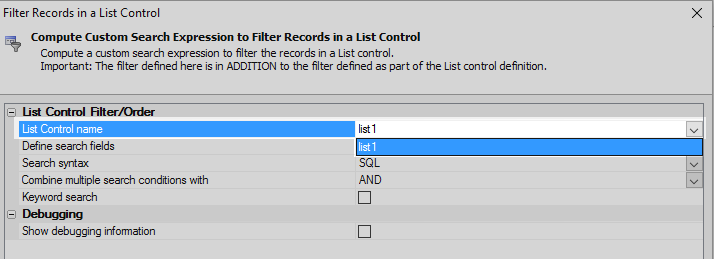 Filter Records in a List Control
Compute Custom Search Expression to Filter Records in a List Control
Compute a custom search expression to filter the records in a List control.
Important: The filter defined here is in ADDITION to the filter defined as part of the List control definition.
List Control Filter/Order
List Control name list1
Define search fields list1
Search syntax SQL
Combine multiple search conditions with AND
Keyword search
Debugging
Show debugging information